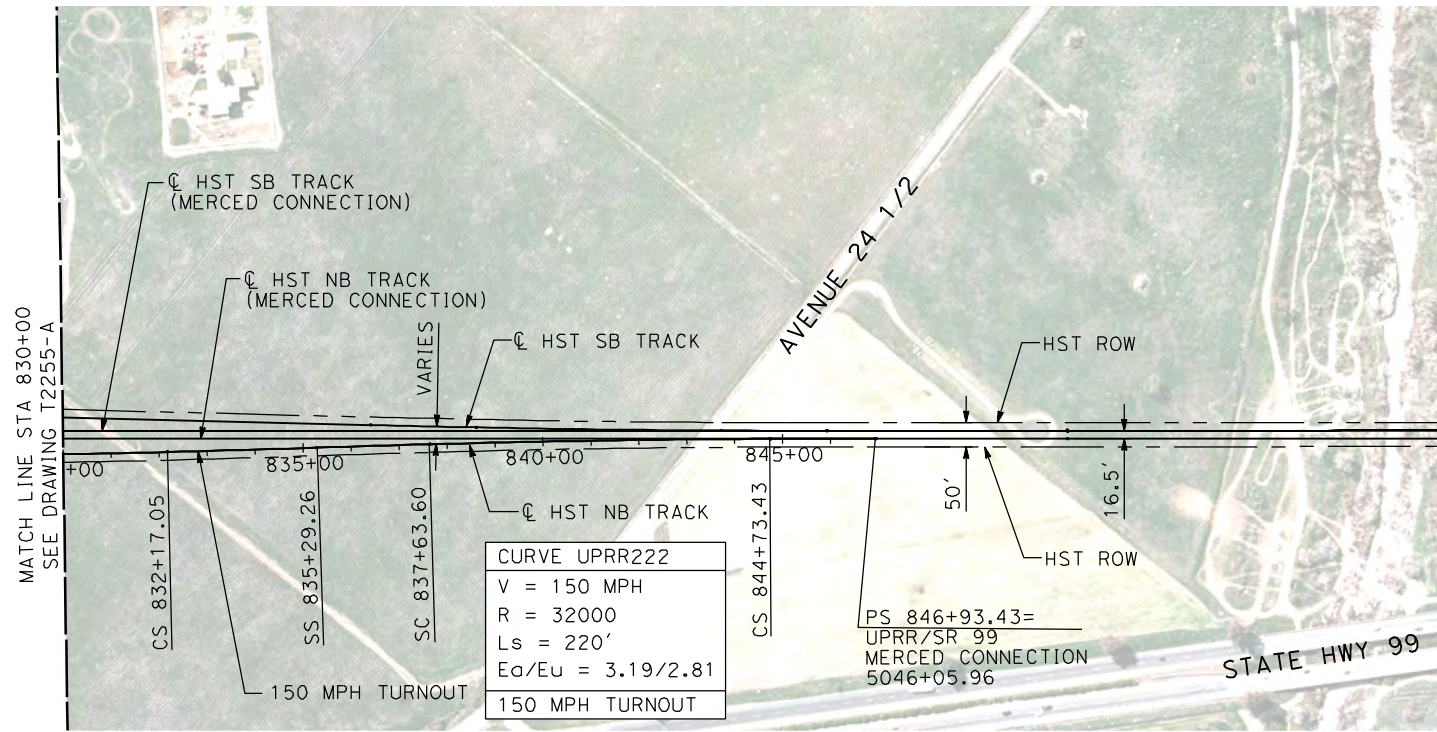 MATCH LINE STA 830+00
SEE DRAWING T2255-A
℄ HST SB TRACK
(MERCED CONNECTION)
℄ HST NB TRACK
(MERCED CONNECTION)
VARIES
℄ HST SB TRACK
AVENUE 24 1/2
HST ROW
+00
835+00
840+00
845+00
CS 832+17.05
SS 835+29.26
SC 837+63.60
℄ HST NB TRACK
CS 844+73.43
50'
16.5'
HST ROW
150 MPH TURNOUT
CURVE UPRR222
V = 150 MPH
R = 32000
Ls = 220'
Ea/Eu = 3.19/2.81
150 MPH TURNOUT
PS 846+93.43=
UPRR/SR 99
MERCED CONNECTION
5046+05.96
STATE HWY 99